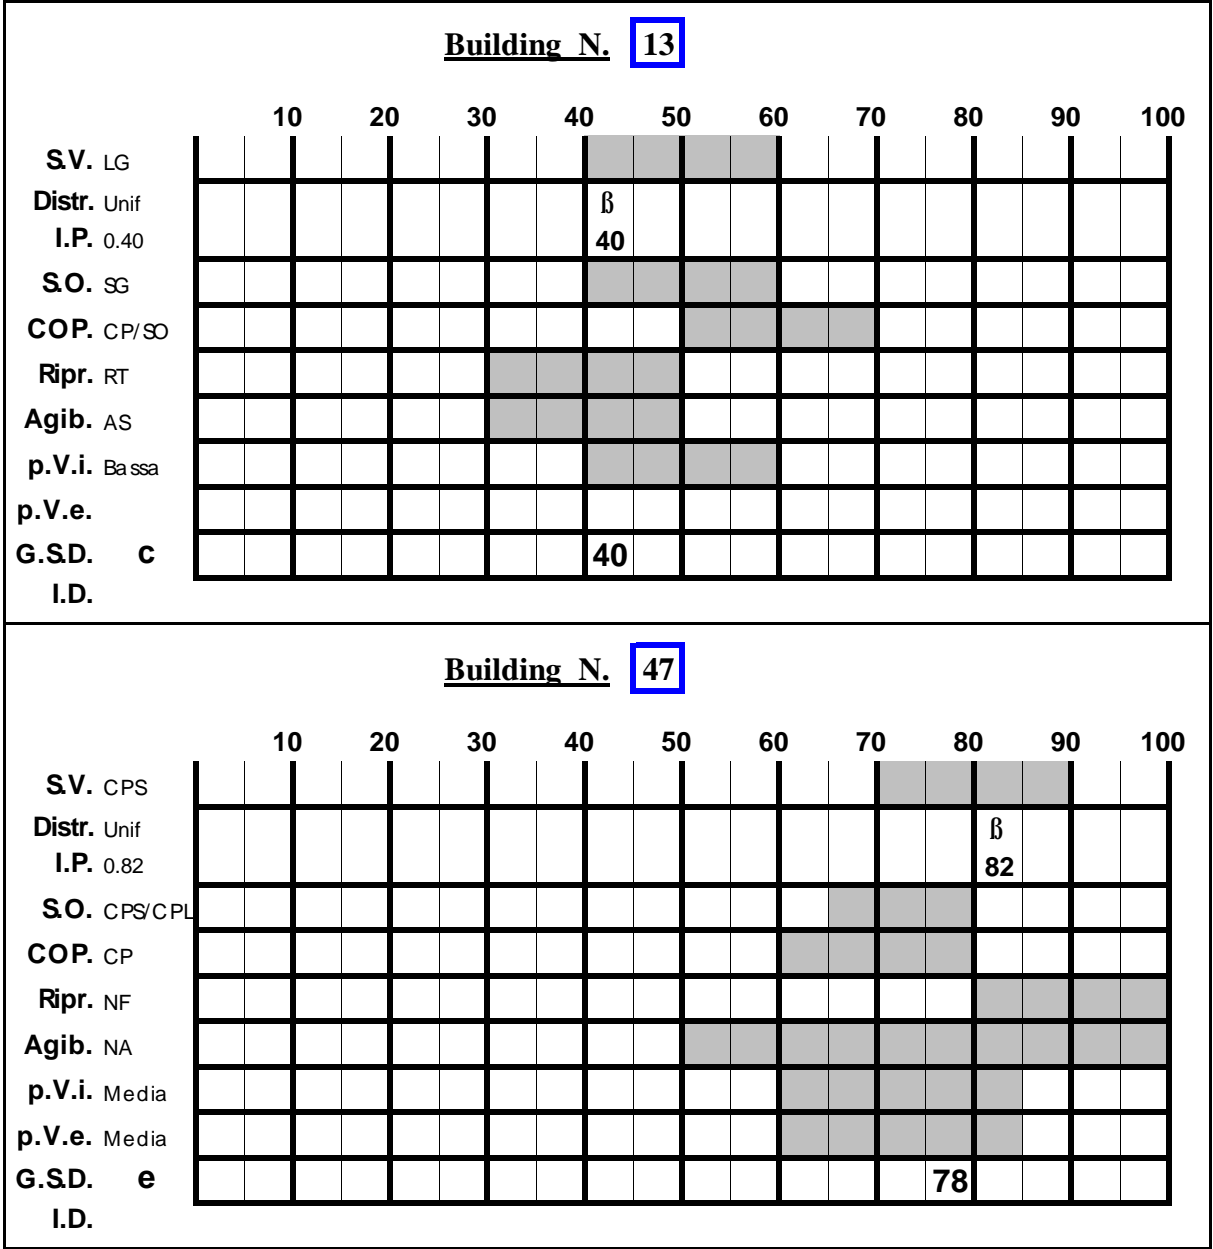 Building N. 13
10 20 30 40 50 60 70 80 90 100
S.V. LG
Distr. Unif ß
I.P. 0.40 40
S.O. SG
COP. CP/SO
Ripr. RT
Agib. AS
p.V.i. Bassa
p.V.e.
G.S.D. c 40
I.D.
Building N. 47
10 20 30 40 50 60 70 80 90 100
S.V. CPS
Distr. Unif ß
I.P. 0.82 82
S.O. CPS/CPL
COP. CP
Ripr. NF
Agib. NA
p.V.i. Media
p.V.e. Media
G.S.D. e 78
I.D.